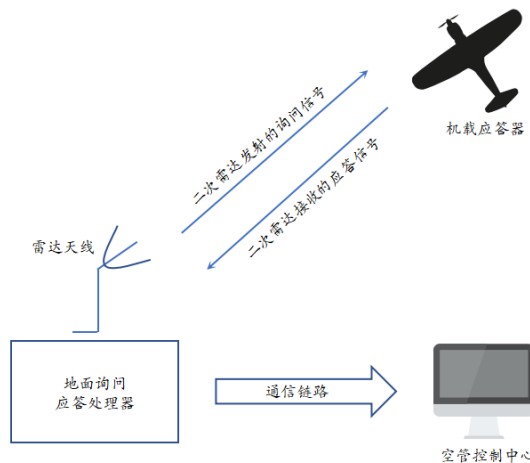 机载应答器
二次雷达发射的询问信号
二次雷达接收的应答信号
雷达天线
地面询问
应答处理器
通信链路
空管控制中心